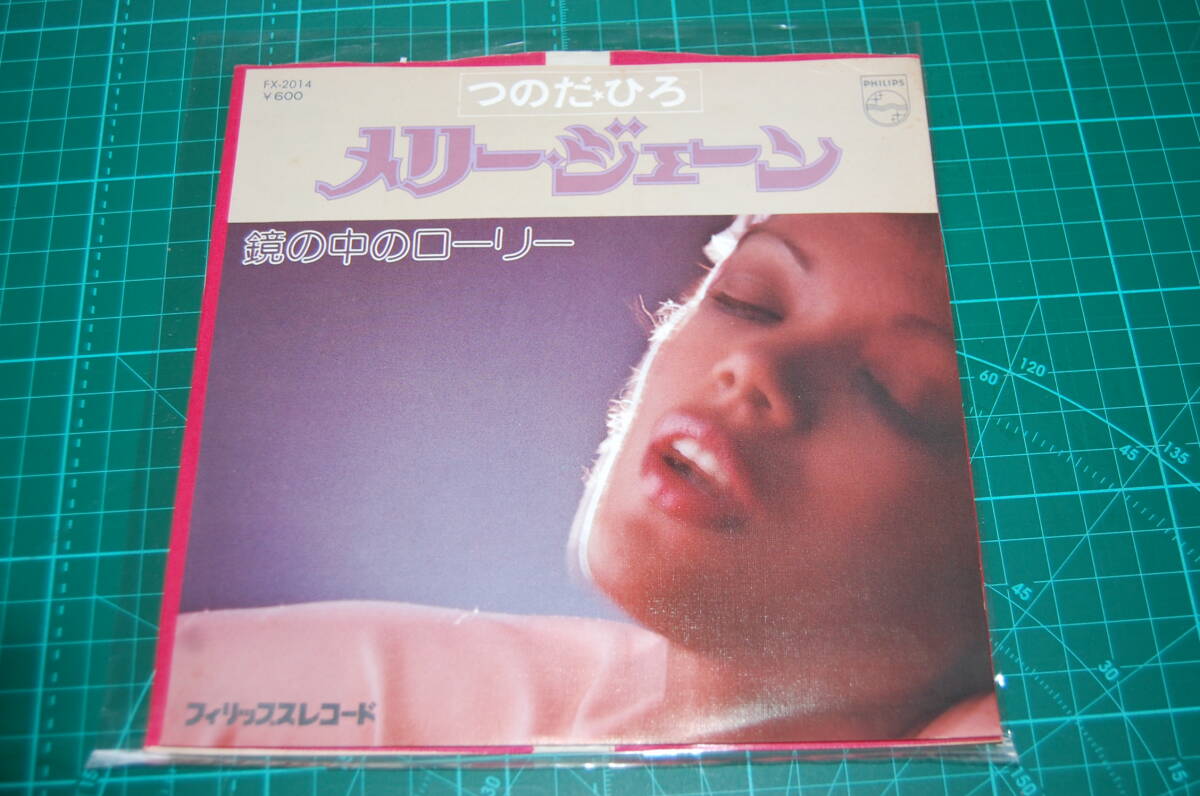 FX-2014
¥600
つのだ☆ひろ
PHILIPS
メリー・ジェーン
鏡の中のローリー
フィリップスレコード
60
120
45
135
45
30
150
30
15